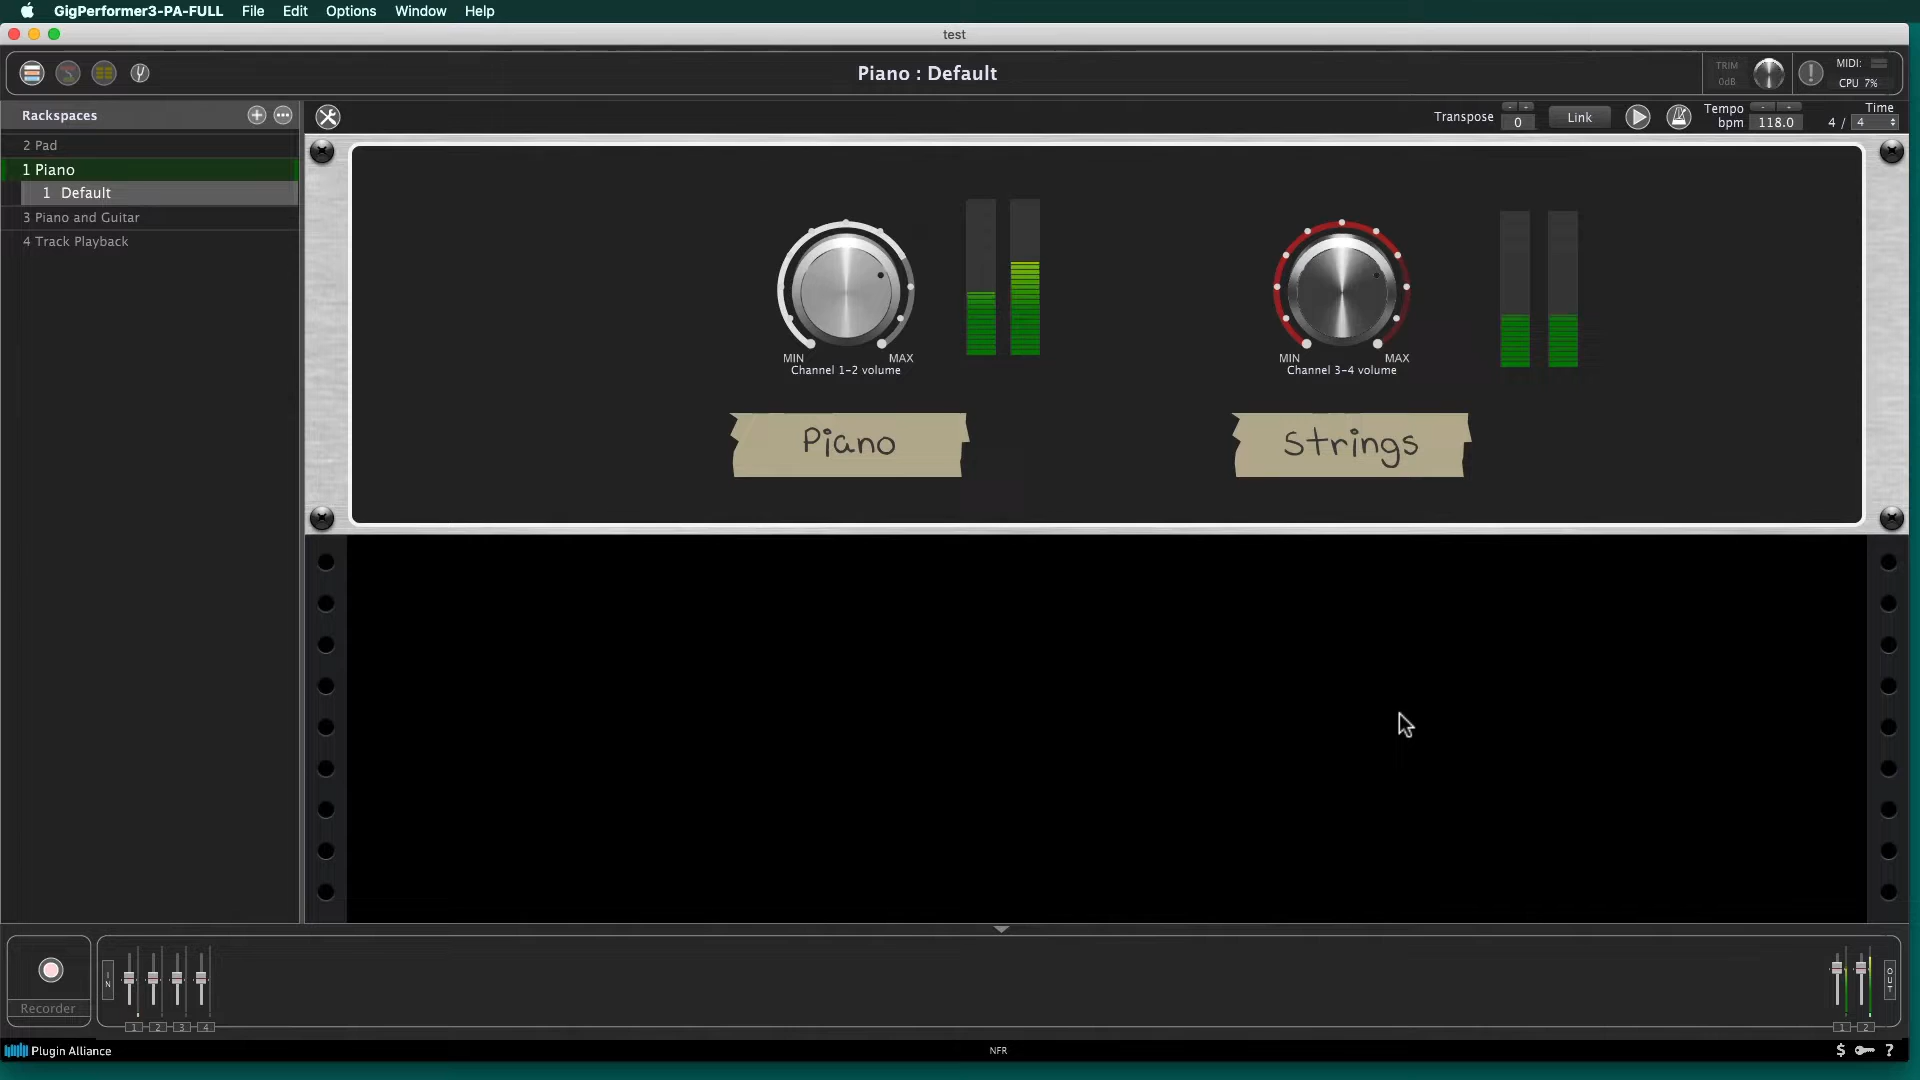 GigPerformer3-PA-FULL File Edit Options Window Help
test
Piano : Default
TRIM
0dB
MIDI:
CPU 7%
Rackspaces
Transpose 0 Link Tempo bpm 118.0 Time 4 / 4
2 Pad
1 Piano
1 Default
3 Piano and Guitar
4 Track Playback
MIN MAX
Channel 1-2 volume
MIN MAX
Channel 3-4 volume
Piano
Strings
IN
1 2 3 4
Recorder
OUT
1 2
Plugin Alliance
NFR
$ ?